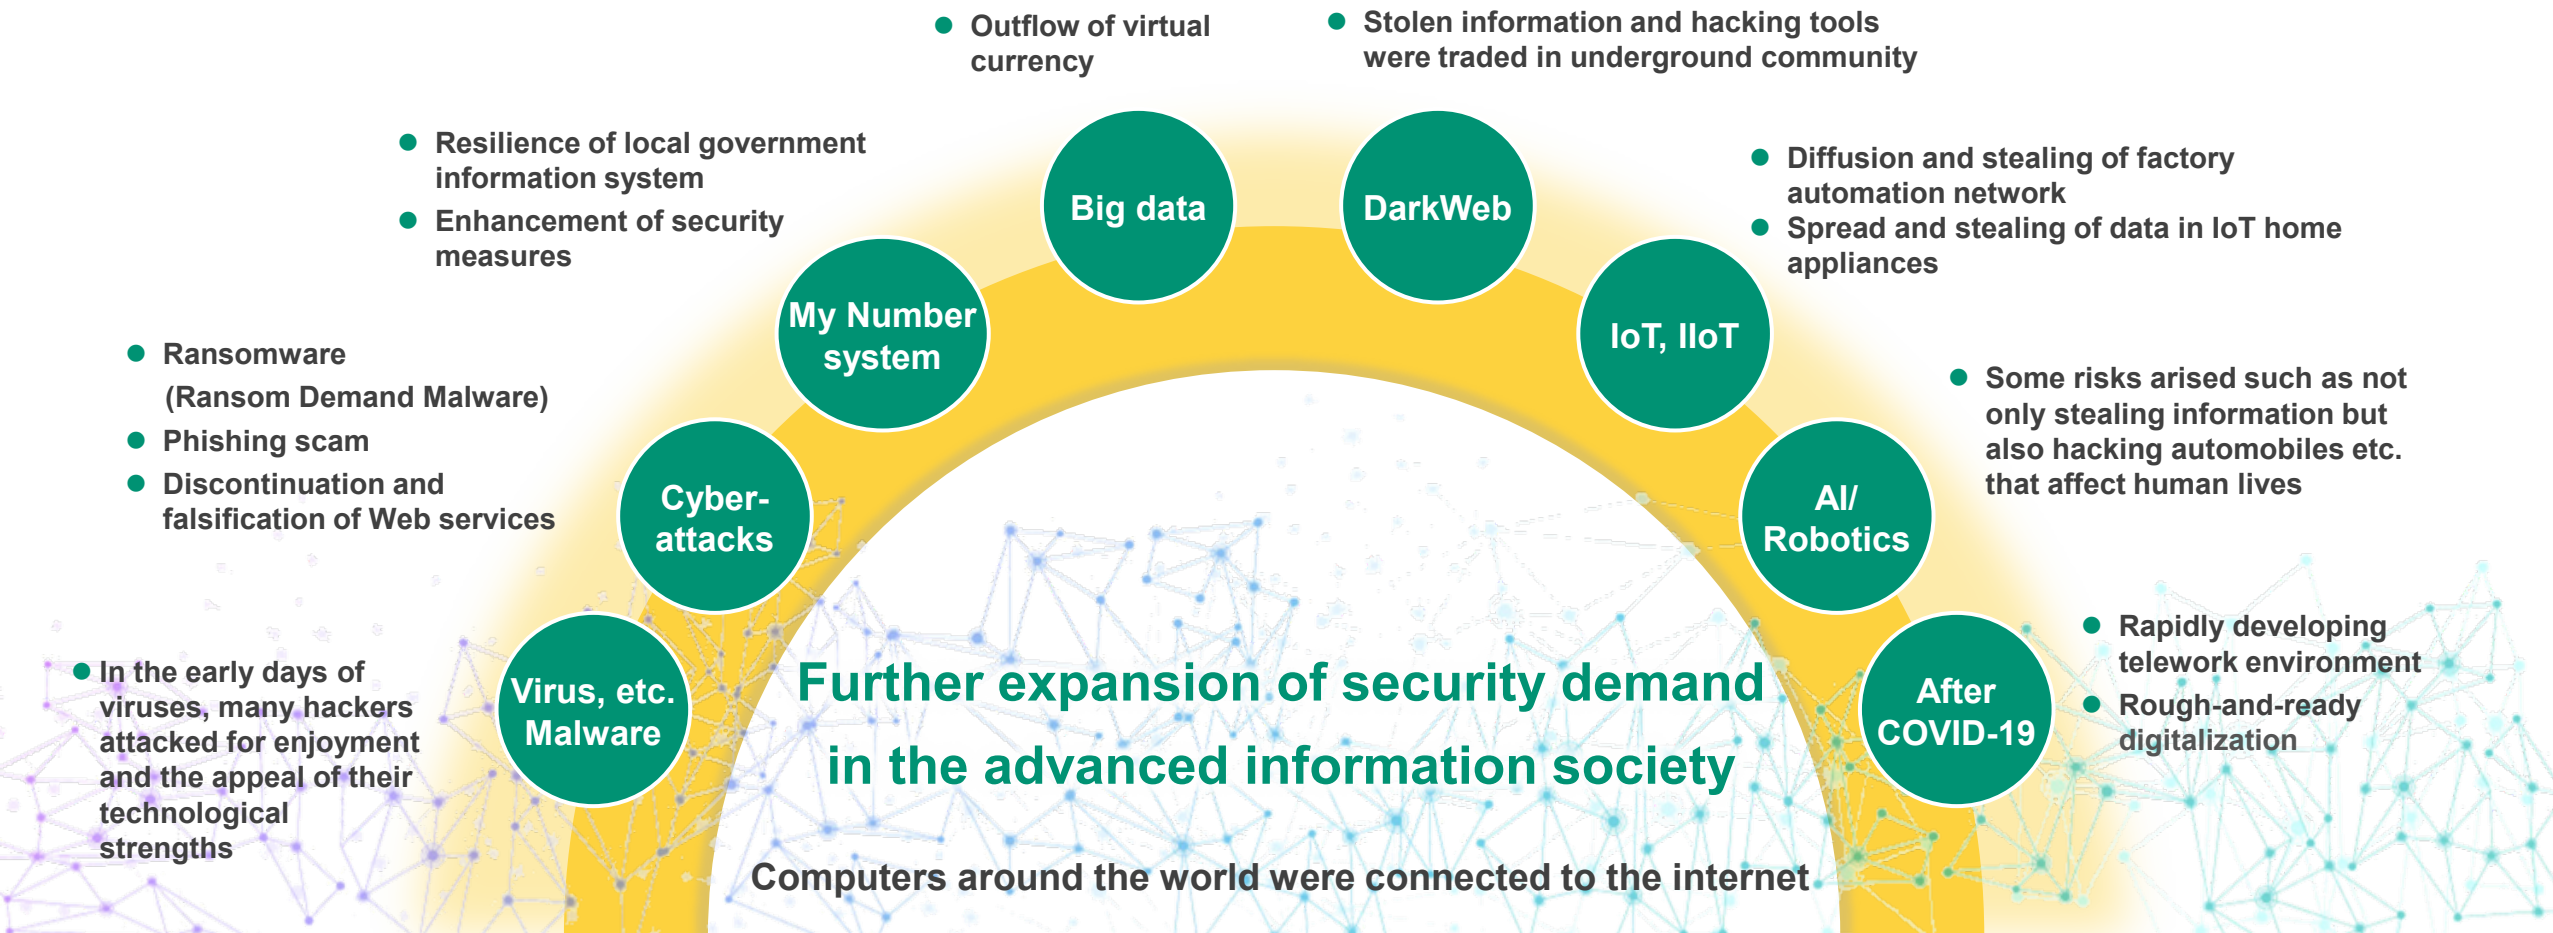 Outflow of virtual
currency
Stolen information and hacking tools
were traded in underground community
Resilience of local government
information system
Enhancement of security
measures
Diffusion and stealing of factory
automation network
Spread and stealing of data in IoT home
appliances
Big data
DarkWeb
My Number
system
IoT, IIoT
Ransomware
(Ransom Demand Malware)
Phishing scam
Discontinuation and
falsification of Web services
Some risks arised such as not
only stealing information but
also hacking automobiles etc.
that affect human lives
Cyber-
attacks
AI/
Robotics
In the early days of
viruses, many hackers
attacked for enjoyment
and the appeal of their
technological
strengths
Virus, etc.
Malware
Further expansion of security demand
in the advanced information society
After
COVID-19
Rapidly developing
telework environment
Rough-and-ready
digitalization
Computers around the world were connected to the internet